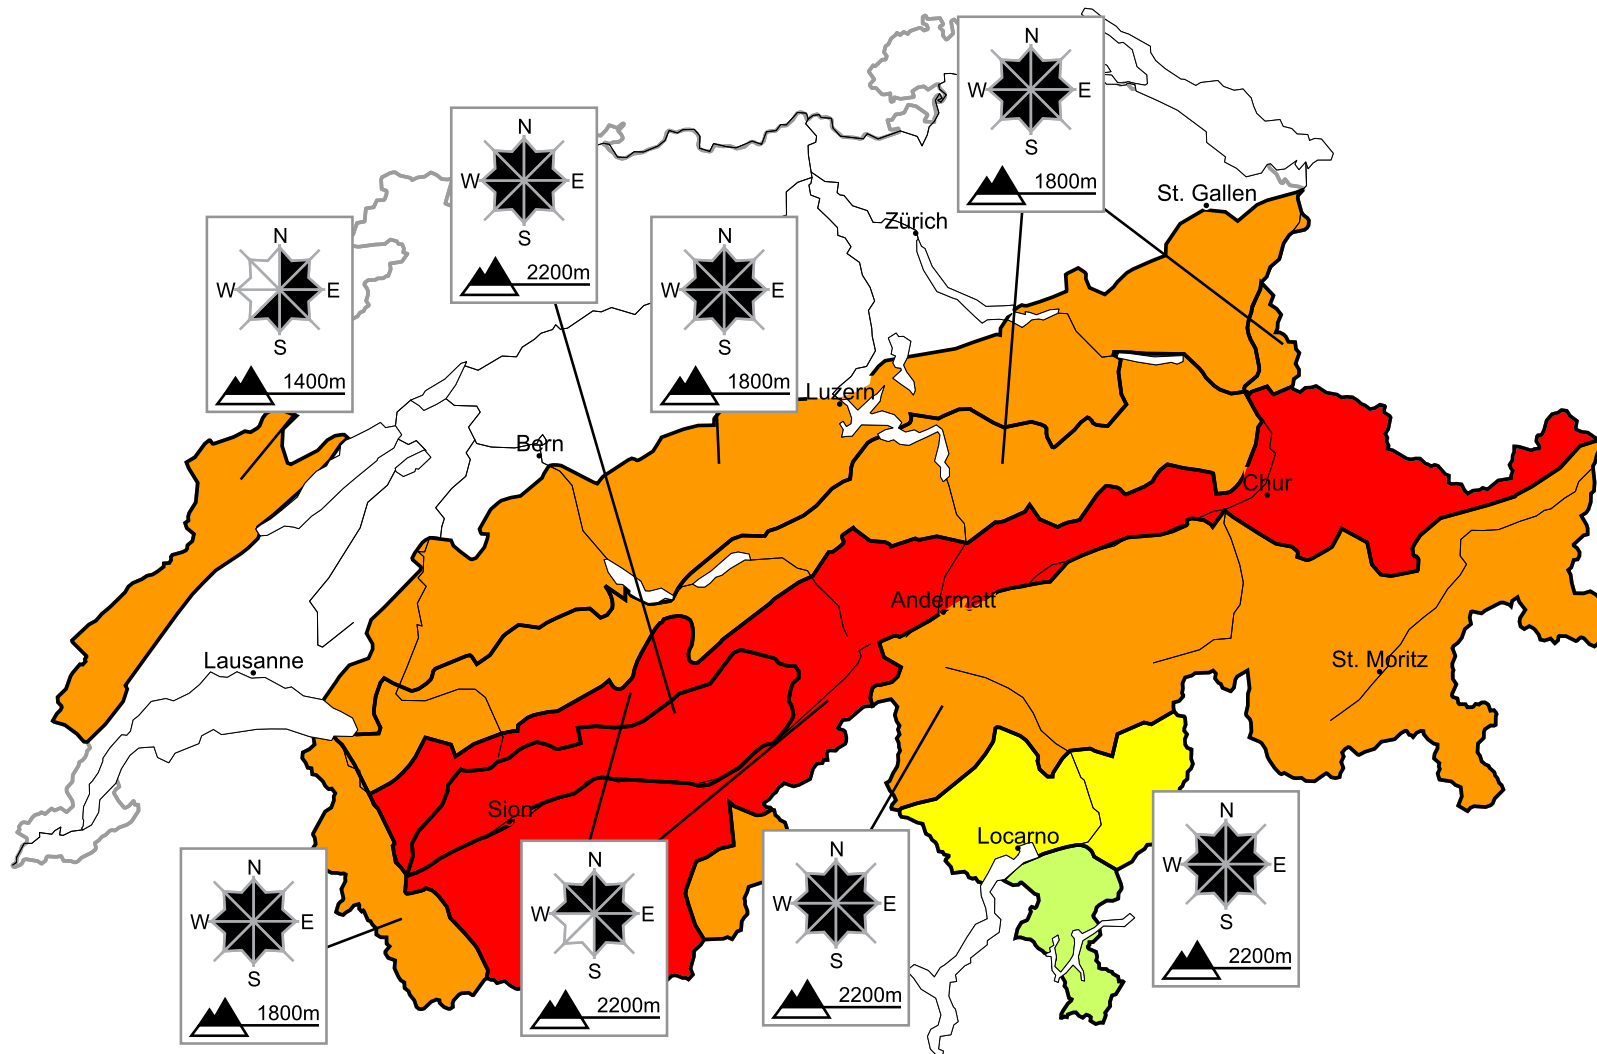 N
W E
S
1800m
N
W E
S
2200m
St. Gallen
Zürich
N
W E
S
1400m
N
W E
S
1800m
Luzern
Bern
Chur
Andermatt
Lausanne
St. Moritz
Sion
Locarno
N
W E
S
2200m
N
W E
S
1800m
N
W E
S
2200m
N
W E
S
2200m